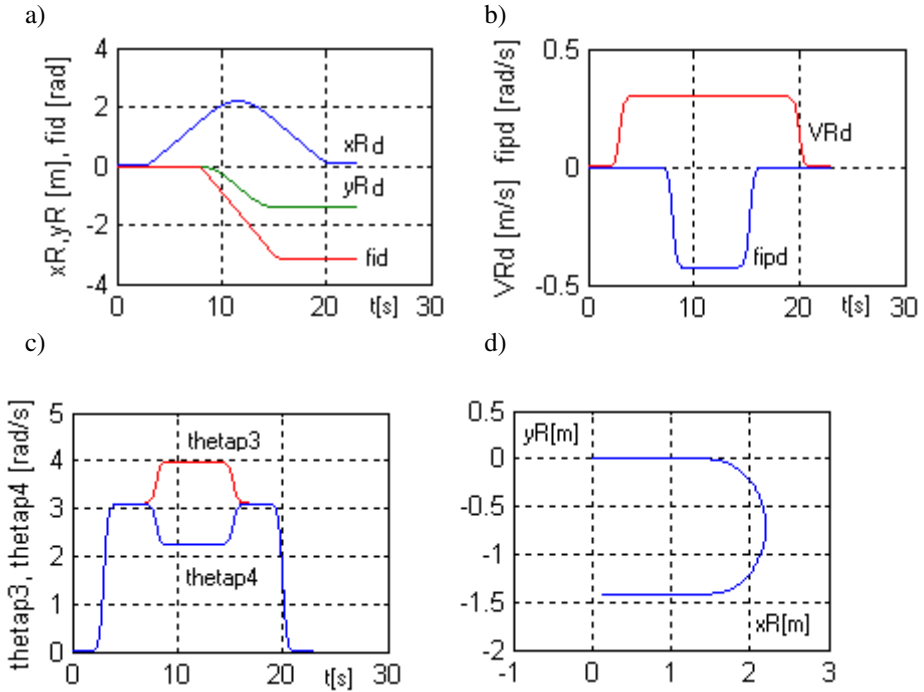 a)
xR,yR [m], fid [rad]
4
2
0
-2
-4
xRd
yRd
fid
0
10
20
t[s]
30
b)
VRd [m/s] fipd [rad/s]
0.5
0
-0.5
VRd
fipd
0
10
20
t[s]
30
c)
thetap3, thetap4 [rad/s]
5
4
3
2
1
0
thetap3
thetap4
0
10
20
t[s]
30
d)
0.5
0
-0.5
-1
-1.5
-2
yR[m]
xR[m]
-1
0
1
2
3